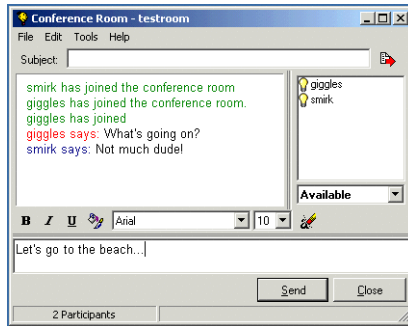 Conference Room - testroom
File Edit Tools Help
Subject:
smirk has joined the conference room
giggles has joined the conference room.
giggles has joined
giggles says: What's going on?
smirk says: Not much dude!
giggles
smirk
Available
B I U Arial 10
Let's go to the beach...
Send Close
2 Participants